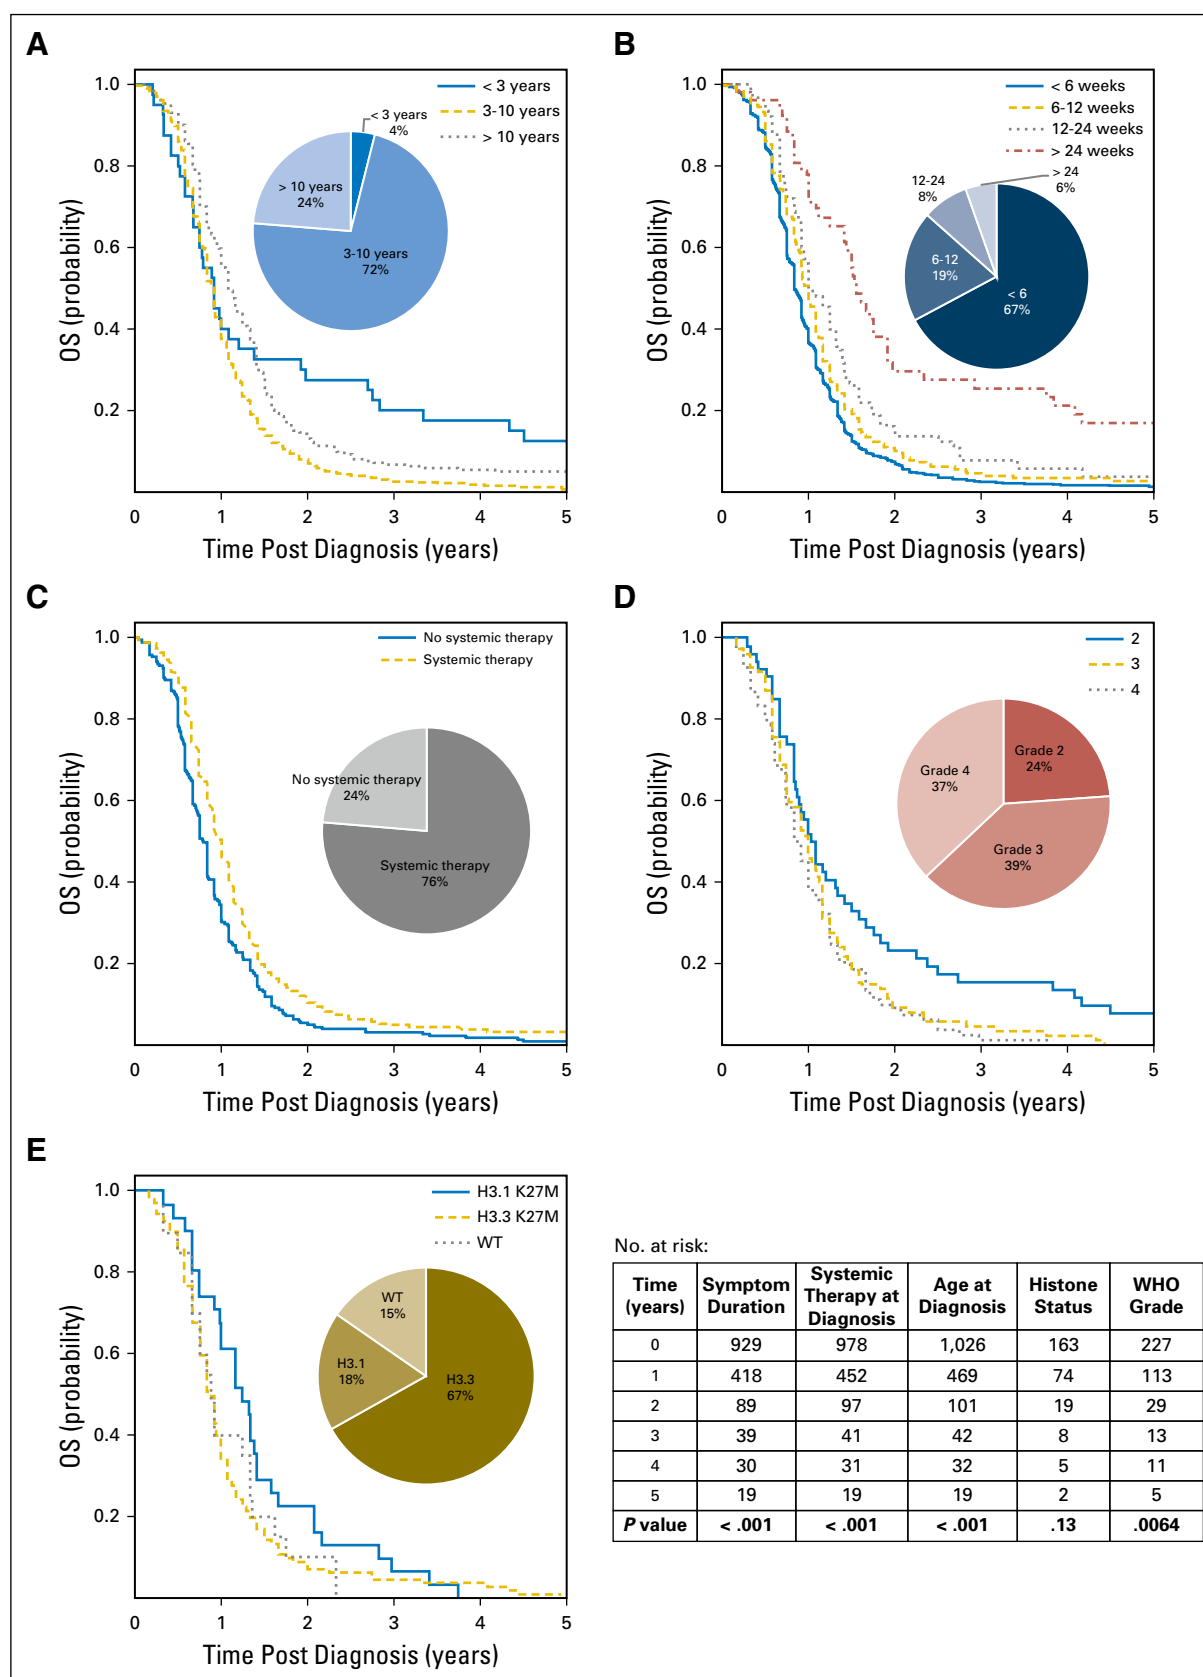 A
1.0
0.8
0.6
0.4
0.2
0
1
2
3
4
5
OS (probability)
Time Post Diagnosis (years)
< 3 years
3-10 years
> 10 years
< 3 years
4%
> 10 years
24%
3-10 years
72%
B
1.0
0.8
0.6
0.4
0.2
0
1
2
3
4
5
OS (probability)
Time Post Diagnosis (years)
< 6 weeks
6-12 weeks
12-24 weeks
> 24 weeks
> 24
6%
12-24
8%
6-12
19%
< 6
67%
C
1.0
0.8
0.6
0.4
0.2
0
1
2
3
4
5
OS (probability)
Time Post Diagnosis (years)
No systemic therapy
Systemic therapy
No systemic therapy
24%
Systemic therapy
76%
D
1.0
0.8
0.6
0.4
0.2
0
1
2
3
4
5
OS (probability)
Time Post Diagnosis (years)
2
3
4
Grade 2
24%
Grade 4
37%
Grade 3
39%
E
1.0
0.8
0.6
0.4
0.2
0
1
2
3
4
5
OS (probability)
Time Post Diagnosis (years)
H3.1 K27M
H3.3 K27M
WT
WT
15%
H3.1
18%
H3.3
67%
No. at risk:
Time (years) Symptom Duration Systemic Therapy at Diagnosis Age at Diagnosis Histone Status WHO Grade
0 929 978 1,026 163 227
1 418 452 469 74 113
2 89 97 101 19 29
3 39 41 42 8 13
4 30 31 32 5 11
5 19 19 19 2 5
P value < .001 < .001 < .001 .13 .0064